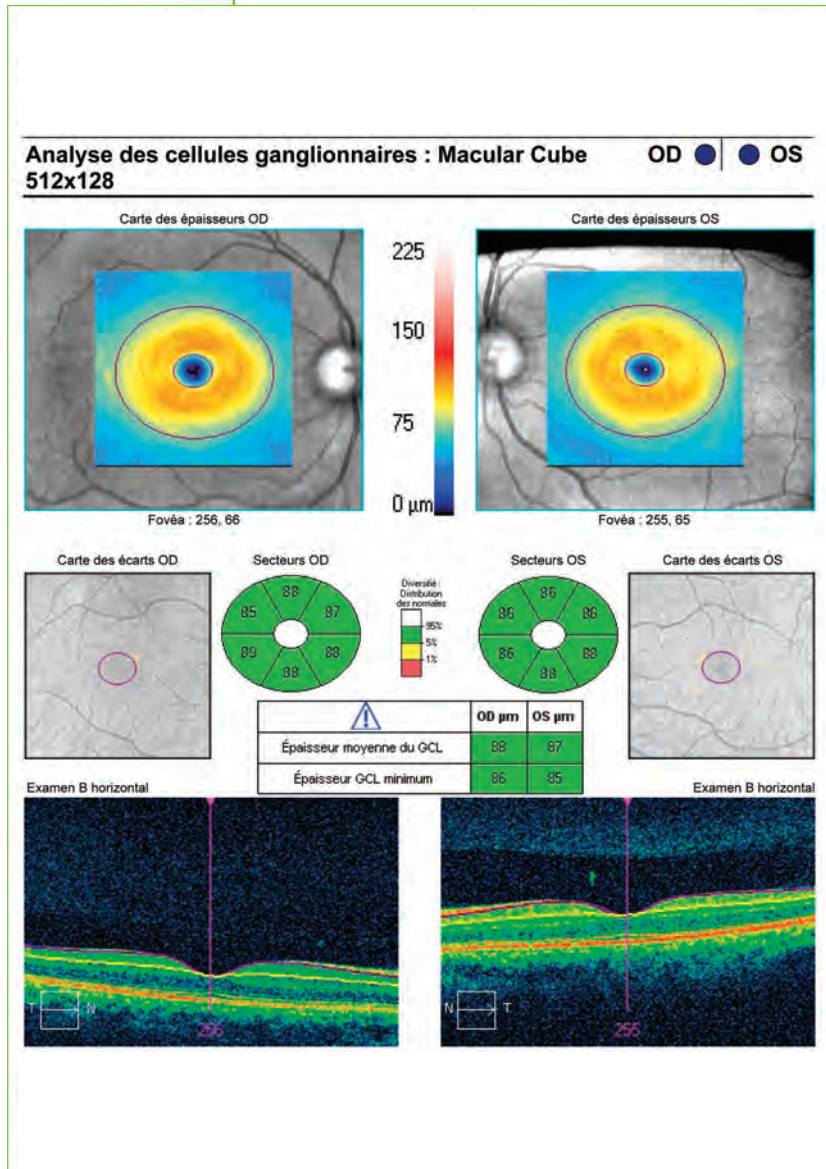 Analyse des cellules ganglionnaires : Macular Cube 512x128
OD OS
Carte des épaisseurs OD
Carte des épaisseurs OS
225
150
75
0 µm
Fovéa : 256, 66
Fovéa : 255, 65
Carte des écarts OD
Secteurs OD
Secteurs OS
Carte des écarts OS
88
85 87
89 88
88
Diversifié :
Distribution
des normales
95%
5%
1%
86
86 86
86 88
88
OD µm OS µm
Épaisseur moyenne du GCL 88 87
Épaisseur GCL minimum 86 85
Examen B horizontal
Examen B horizontal
T N
256
N T
255